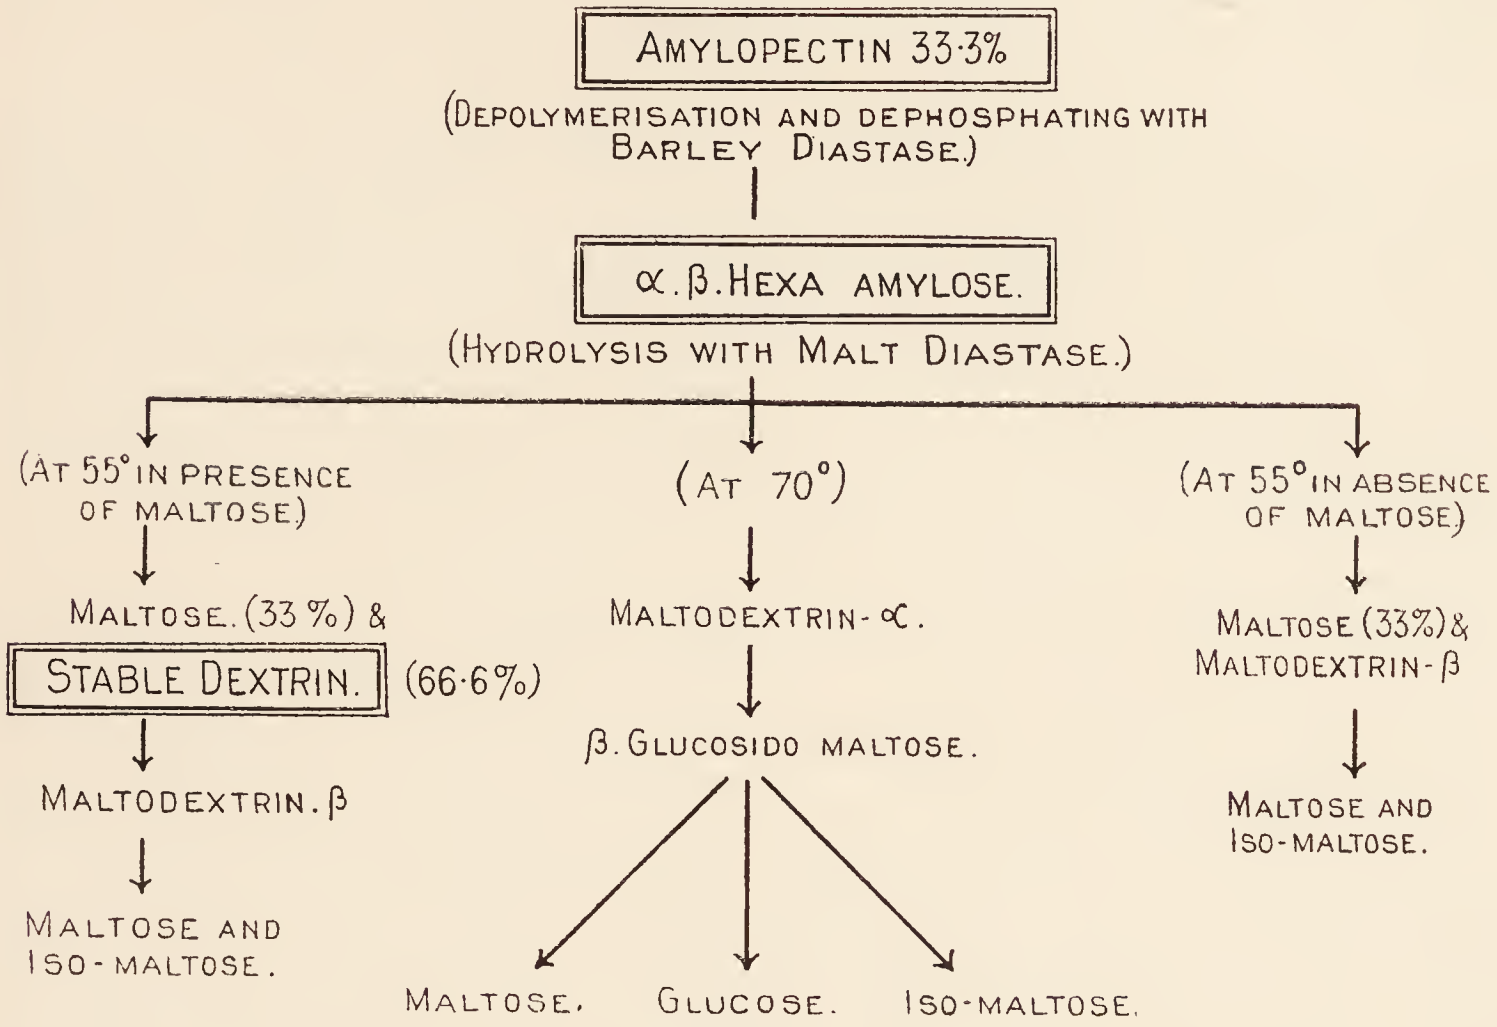 AMYLOPECTIN 33·3%
(DEPOLYMERISATION AND DEPHOSPHATING WITH
BARLEY DIASTASE.)
α.β.HEXA AMYLOSE.
(HYDROLYSIS WITH MALT DIASTASE.)
(AT 55° IN PRESENCE
OF MALTOSE.)
MALTOSE. (33%) &
STABLE DEXTRIN. (66·6%)
MALTODEXTRIN.β
MALTOSE AND
ISO-MALTOSE.
(AT 70°)
MALTODEXTRIN-α.
β.GLUCOSIDO MALTOSE.
MALTOSE. GLUCOSE. ISO-MALTOSE.
(AT 55° IN ABSENCE
OF MALTOSE.)
MALTOSE (33%) &
MALTODEXTRIN-β
MALTOSE AND
ISO-MALTOSE.